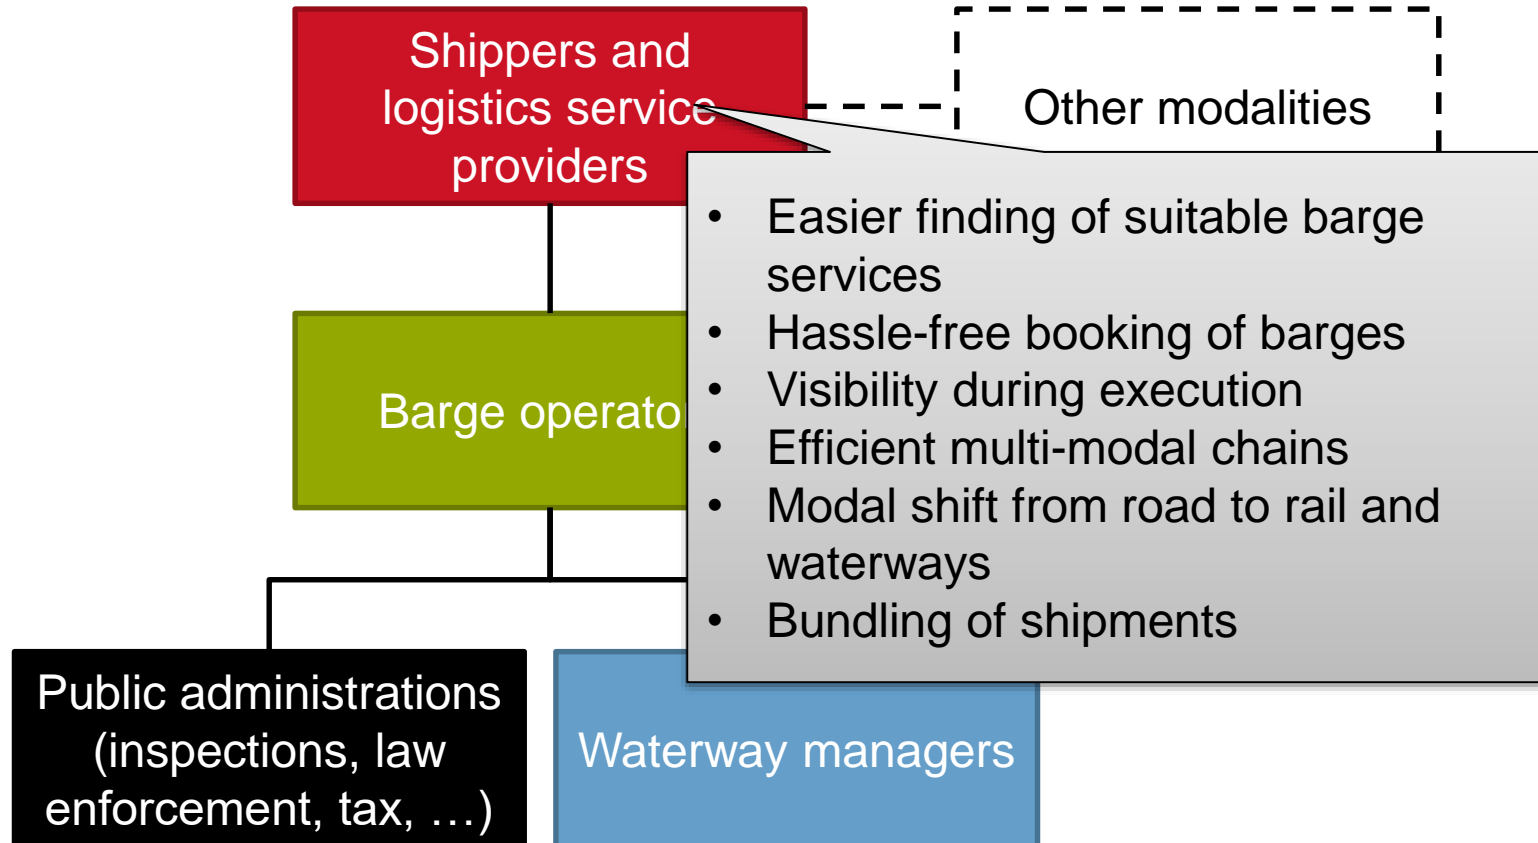 Shippers and
logistics service
providers
Other modalities
• Easier finding of suitable barge
services
• Hassle-free booking of barges
• Visibility during execution
• Efficient multi-modal chains
• Modal shift from road to rail and
waterways
• Bundling of shipments
Barge operato
Public administrations
(inspections, law
enforcement, tax, …)
Waterway managers